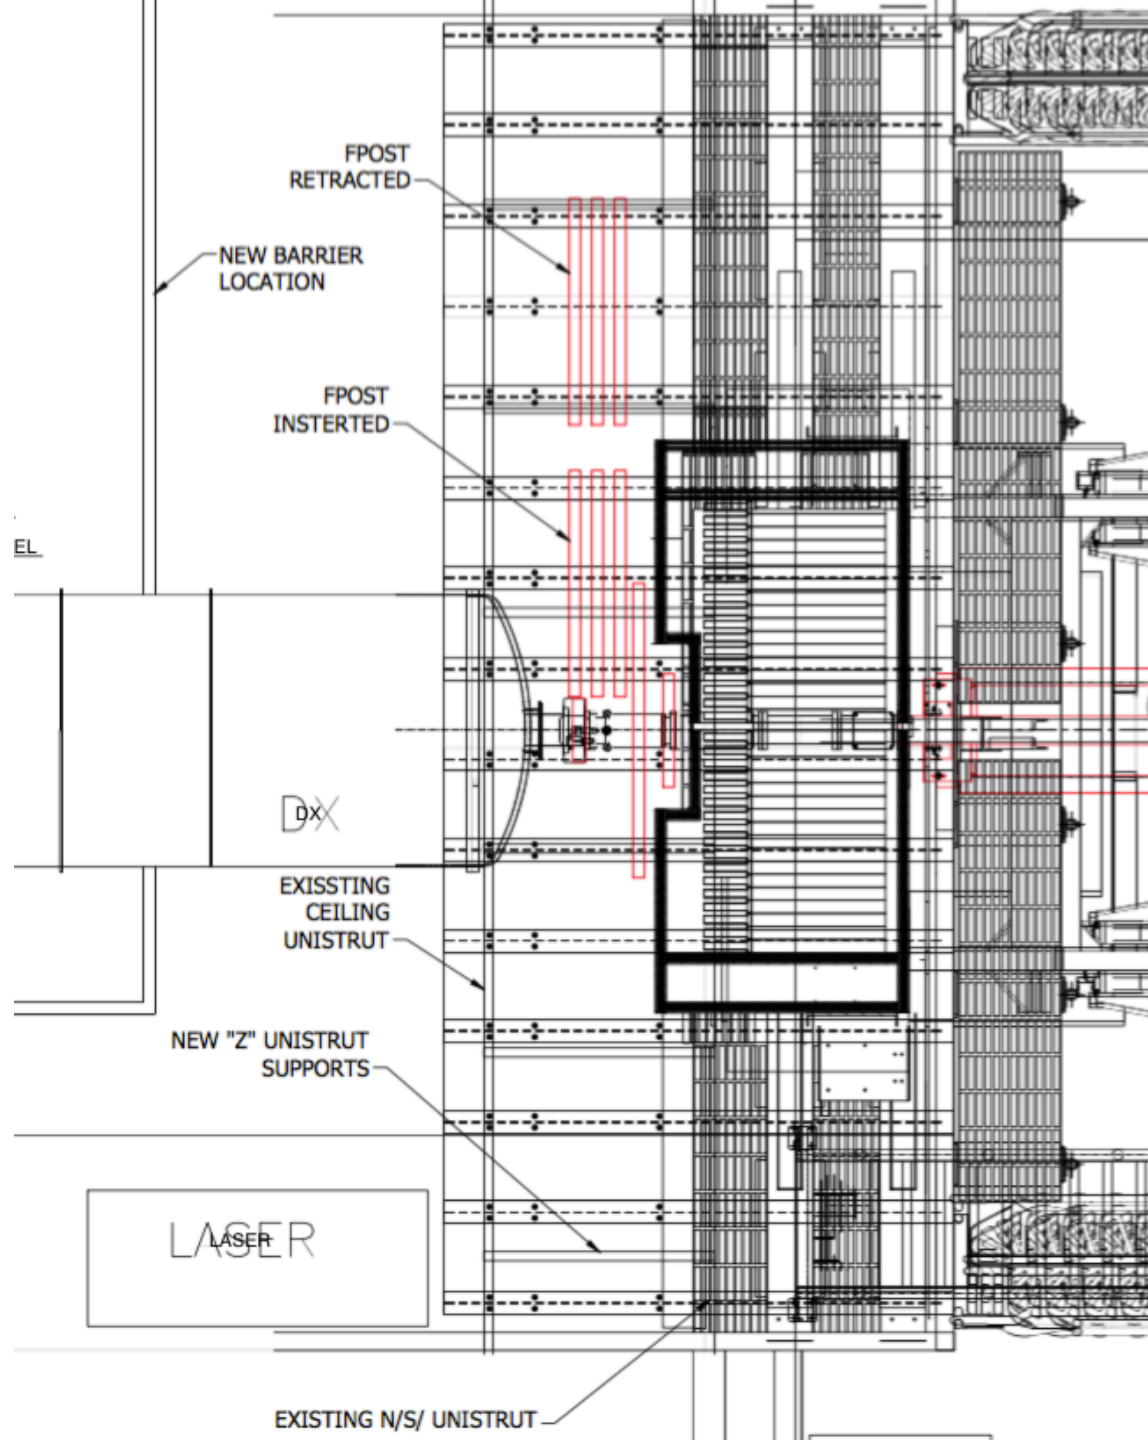 FPOST
RETRACTED
NEW BARRIER
LOCATION
FPOST
INSTERTED
EL
DX
DX
EXISSTING
CEILING
UNISTRUT
NEW "Z" UNISTRUT
SUPPORTS
LASER
LASER
EXISTING N/S/ UNISTRUT